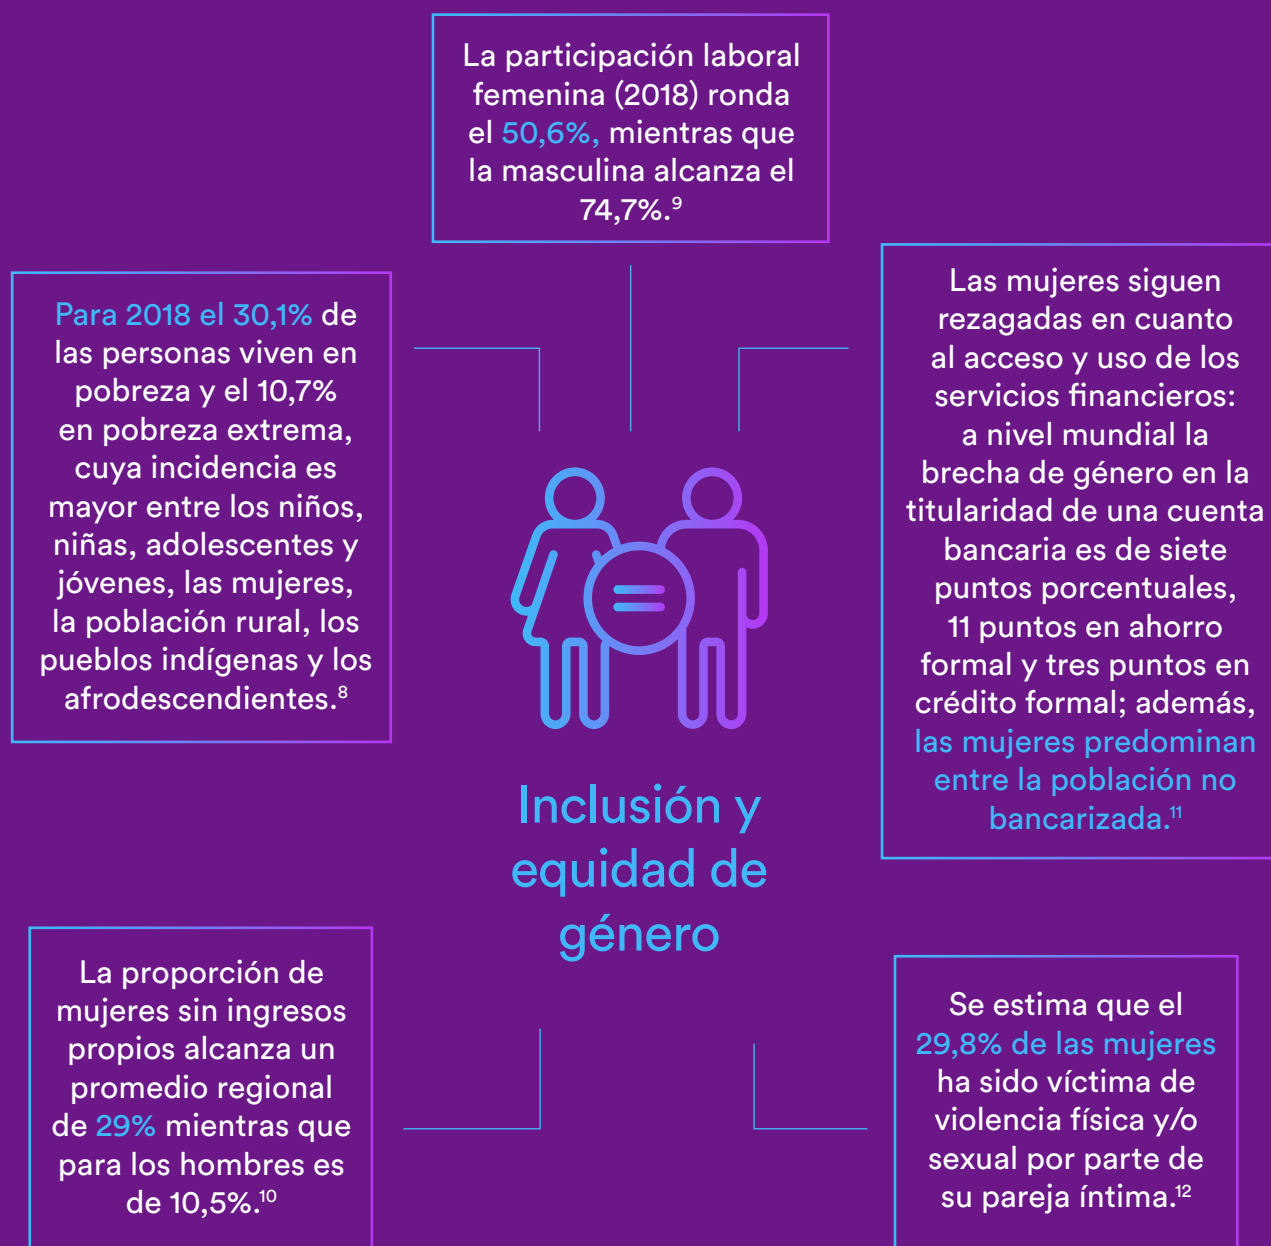 La participación laboral
femenina (2018) ronda
el 50,6%, mientras que
la masculina alcanza el
74,7%.⁹
Para 2018 el 30,1% de
las personas viven en
pobreza y el 10,7%
en pobreza extrema,
cuya incidencia es
mayor entre los niños,
niñas, adolescentes y
jóvenes, las mujeres,
la población rural, los
pueblos indígenas y los
afrodescendientes.⁸
Las mujeres siguen
rezagadas en cuanto
al acceso y uso de los
servicios financieros:
a nivel mundial la
brecha de género en la
titularidad de una cuenta
bancaria es de siete
puntos porcentuales,
11 puntos en ahorro
formal y tres puntos en
crédito formal; además,
las mujeres predominan
entre la población no
bancarizada.¹¹
Inclusión y
equidad de
género
La proporción de
mujeres sin ingresos
propios alcanza un
promedio regional
de 29% mientras que
para los hombres es
de 10,5%.¹⁰
Se estima que el
29,8% de las mujeres
ha sido víctima de
violencia física y/o
sexual por parte de
su pareja íntima.¹²